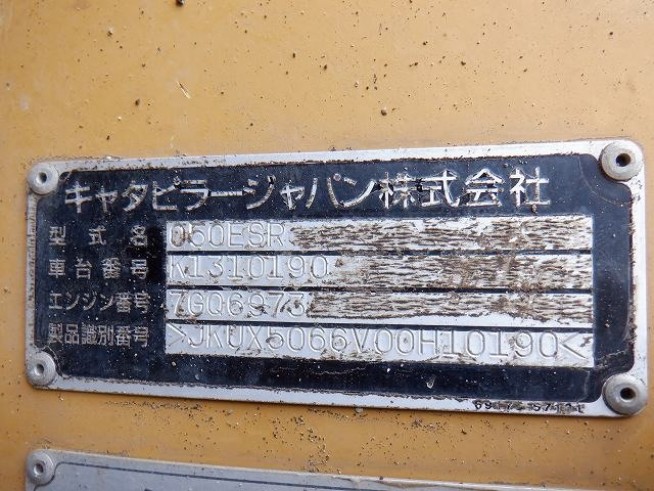 キャタピラージャパン株式会社
型式名 050ESR
車台番号 K1310190
エンジン番号 7GQ6973
製品識別番号 >JKUX5066V00H10190<